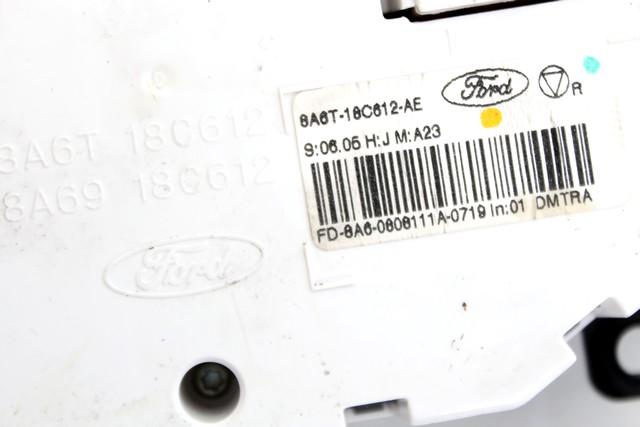 8A6T 18C612
8A69 18C612
Ford
8A6T-18C612-AE
Ford
R
S:06.05 H:J M:A23
FD-8A6-0808111A-0719 In:01 DMTRA